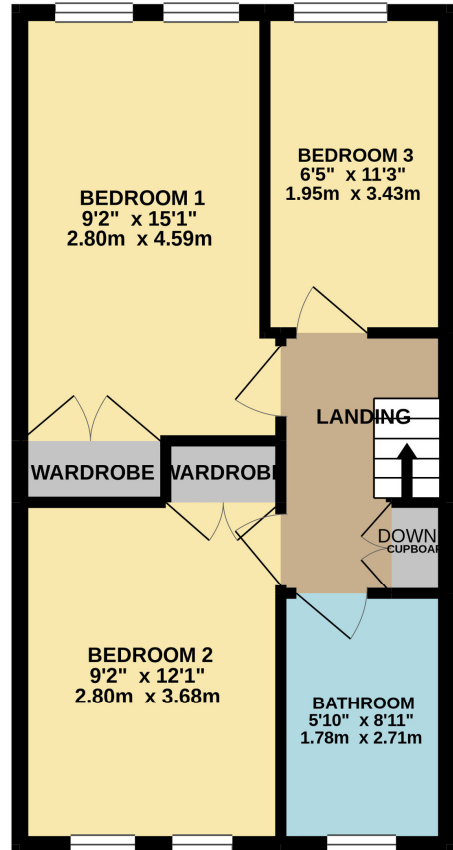 BEDROOM 3
6'5" x 11'3"
1.95m x 3.43m
BEDROOM 1
9'2" x 15'1"
2.80m x 4.59m
LANDING
WARDROBE
WARDROBE
DOWN
CUPBOAR
BEDROOM 2
9'2" x 12'1"
2.80m x 3.68m
BATHROOM
5'10" x 8'11"
1.78m x 2.71m